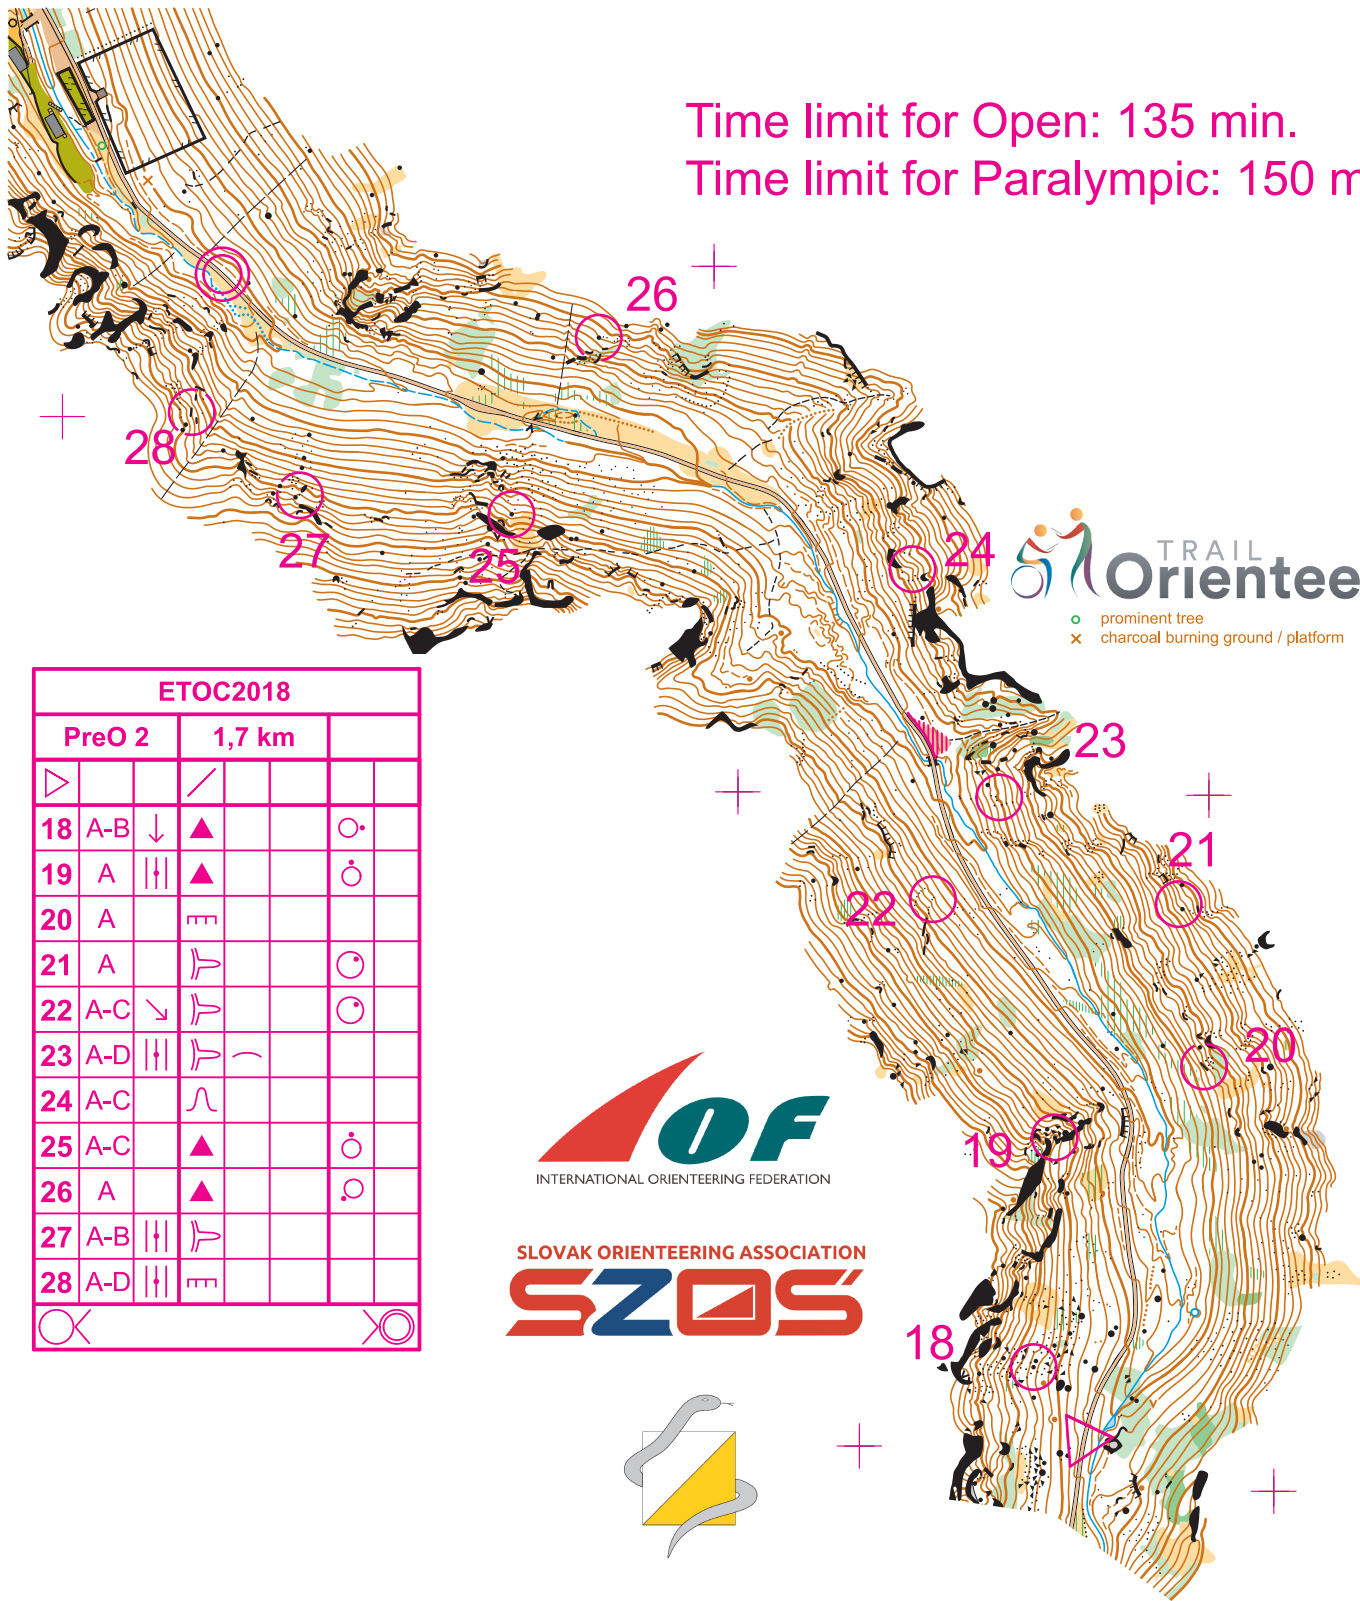 Time limit for Open: 135 min.
Time limit for Paralympic: 150 m
26
28
27
25
24
TRAIL
Orientee
prominent tree
charcoal burning ground / platform
23
21
22
20
19
18
ETOC2018
PreO 2 1,7 km
18 A-B
19 A
20 A
21 A
22 A-C
23 A-D
24 A-C
25 A-C
26 A
27 A-B
28 A-D
IOF
INTERNATIONAL ORIENTEERING FEDERATION
SLOVAK ORIENTEERING ASSOCIATION
SZOŠ